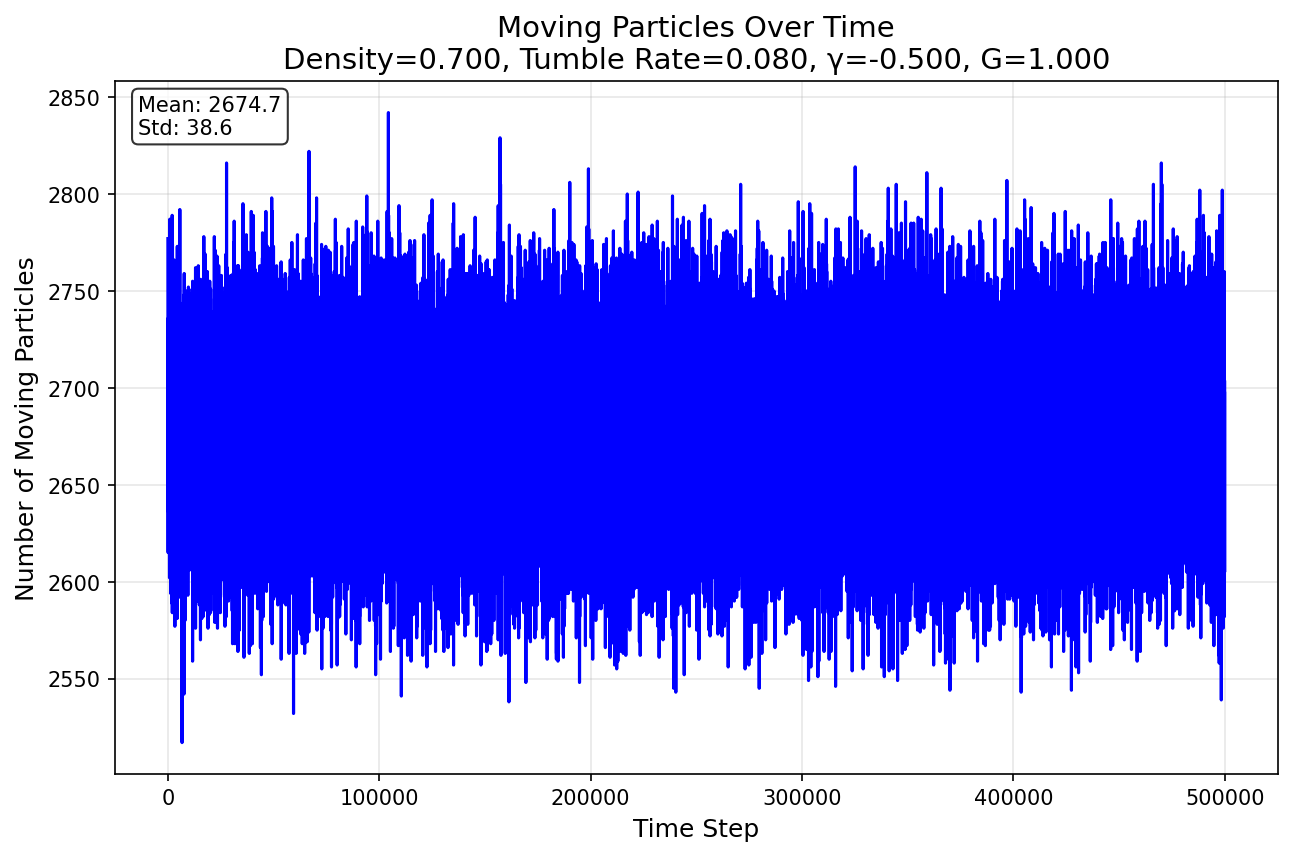 Moving Particles Over Time
Density=0.700, Tumble Rate=0.080, γ=-0.500, G=1.000
Mean: 2674.7
Std: 38.6
Number of Moving Particles
2850
2800
2750
2700
2650
2600
2550
0 100000 200000 300000 400000 500000
Time Step